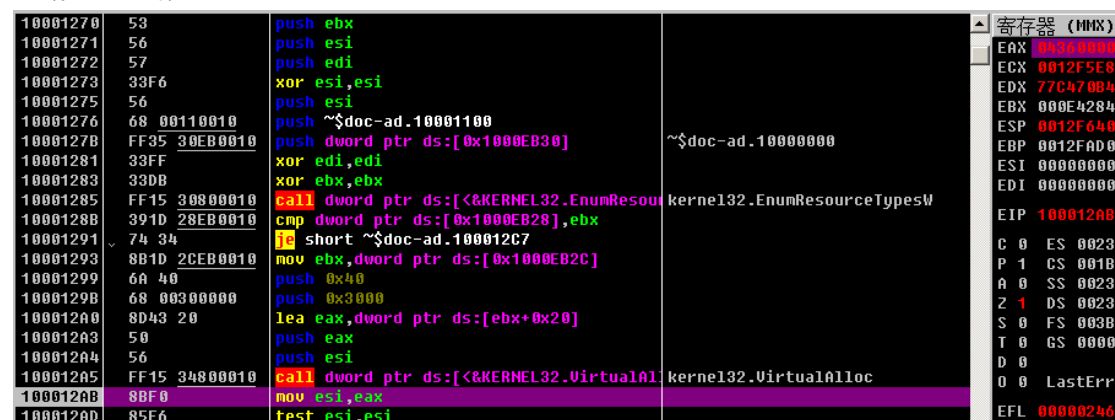 10001270 53 push ebx 寄存器 (MMX)
10001271 56 push esi EAX 04360000
10001272 57 push edi ECX 0012F5E8
10001273 33F6 xor esi,esi EDX 77C470B4
10001275 56 push esi EBX 000E4284
10001276 68 00110010 push ~$doc-ad.10001100 ESP 0012F640
1000127B FF35 30EB0010 push dword ptr ds:[0x1000EB30] ~$doc-ad.10000000 EBP 0012FAD0
10001281 33FF xor edi,edi ESI 00000000
10001283 33DB xor ebx,ebx EDI 00000000
10001285 FF15 30800010 call dword ptr ds:[<&KERNEL32.EnumResou kernel32.EnumResourceTypesW
1000128B 391D 28EB0010 cmp dword ptr ds:[0x1000EB28],ebx EIP 100012AB
10001291 74 34 je short ~$doc-ad.100012C7 C 0 ES 0023
10001293 8B1D 2CEB0010 mov ebx,dword ptr ds:[0x1000EB2C] P 1 CS 001B
10001299 6A 40 push 0x40 A 0 SS 0023
1000129B 68 00300000 push 0x3000 Z 1 DS 0023
100012A0 8D43 20 lea eax,dword ptr ds:[ebx+0x20] S 0 FS 003B
100012A3 50 push eax T 0 GS 0000
100012A4 56 push esi D 0
100012A5 FF15 34800010 call dword ptr ds:[<&KERNEL32.VirtualAl kernel32.VirtualAlloc O 0 LastErr
100012AB 8BF0 mov esi,eax
100012AD 85F6 test esi,esi EFL 00000246